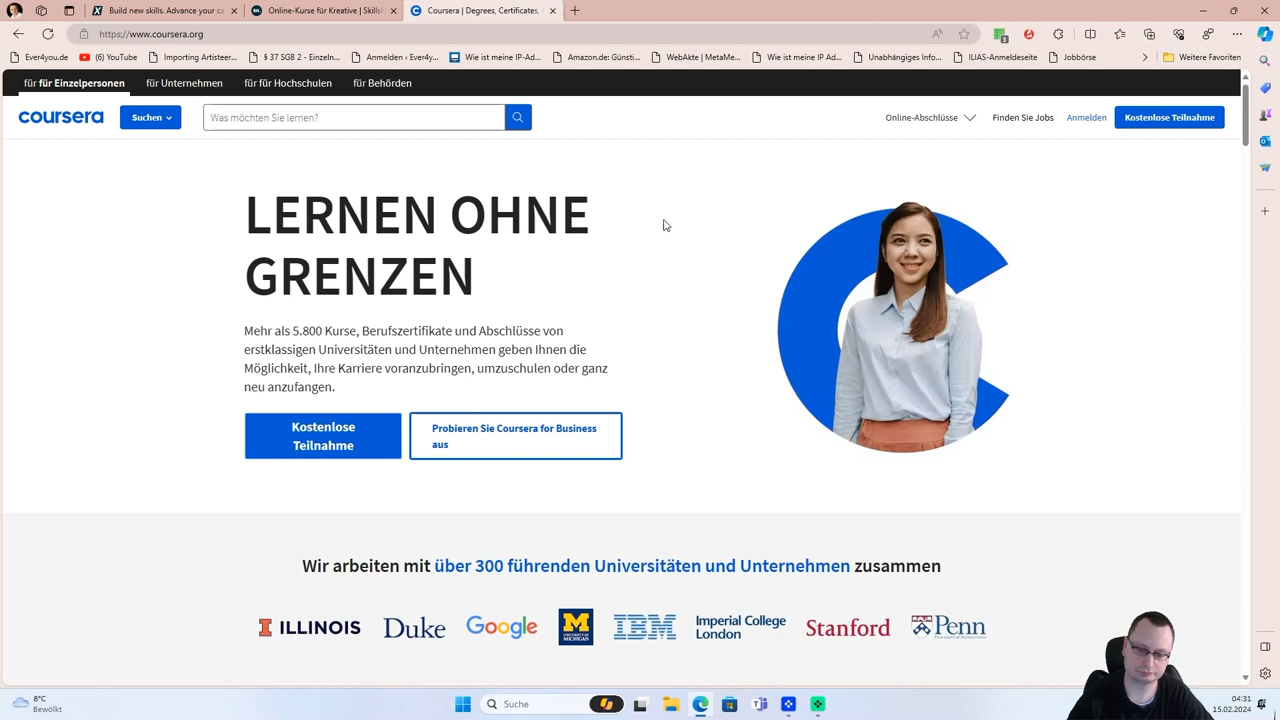 Build new skills. Advance your ca
Online-Kurse für Kreative | Skillsh
Coursera | Degrees, Certificates,
https://www.coursera.org
Ever4you.de
(6) YouTube
Importing Artisteer...
§ 37 SGB 2 - Einzeln...
Anmelden ‹ Ever4y...
Wie ist meine IP-Ad...
Amazon.de: Günsti...
WebAkte | MetaMe...
Wie ist meine IP Ad...
Unabhängiges Info...
ILIAS-Anmeldeseite
Jobbörse
Weitere Favoriten
für für Einzelpersonen
für Unternehmen
für für Hochschulen
für Behörden
coursera
Suchen
Was möchten Sie lernen?
Online-Abschlüsse
Finden Sie Jobs
Anmelden
Kostenlose Teilnahme
LERNEN OHNE
GRENZEN
Mehr als 5.800 Kurse, Berufszertifikate und Abschlüsse von
erstklassigen Universitäten und Unternehmen geben Ihnen die
Möglichkeit, Ihre Karriere voranzubringen, umzuschulen oder ganz
neu anzufangen.
Kostenlose
Teilnahme
Probieren Sie Coursera for Business
aus
Wir arbeiten mit über 300 führenden Universitäten und Unternehmen zusammen
ILLINOIS
Duke
Google
IBM
Imperial College
London
Stanford
Penn
8°C
Bewölkt
Suche
04:31
15.02.2024